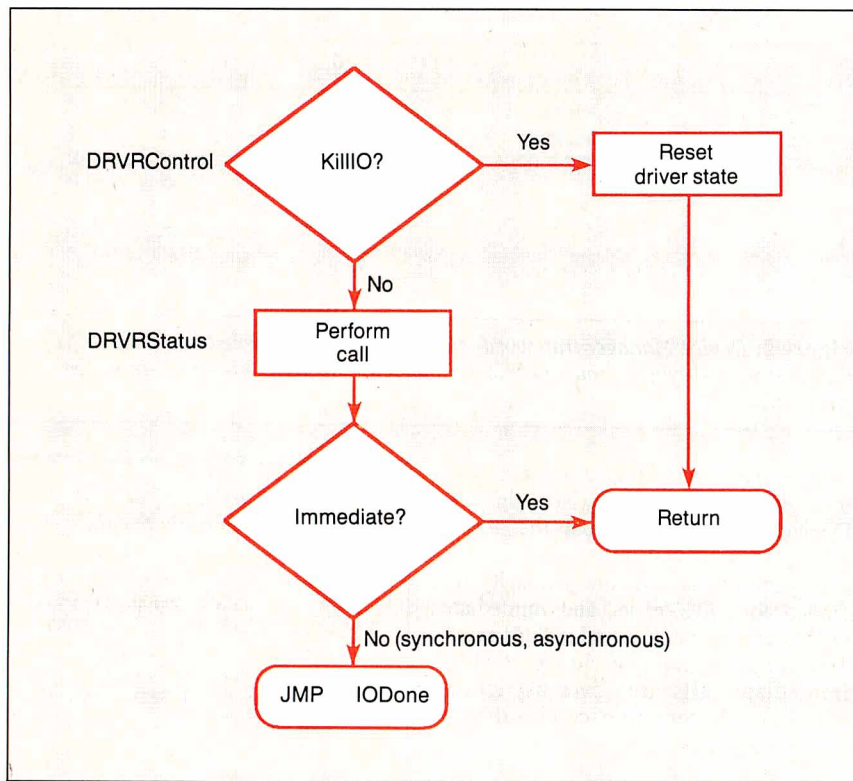 DRVRControl
KillIO?
Yes
Reset
driver state
No
DRVRStatus
Perform
call
Immediate?
Yes
Return
No (synchronous, asynchronous)
JMP IODone